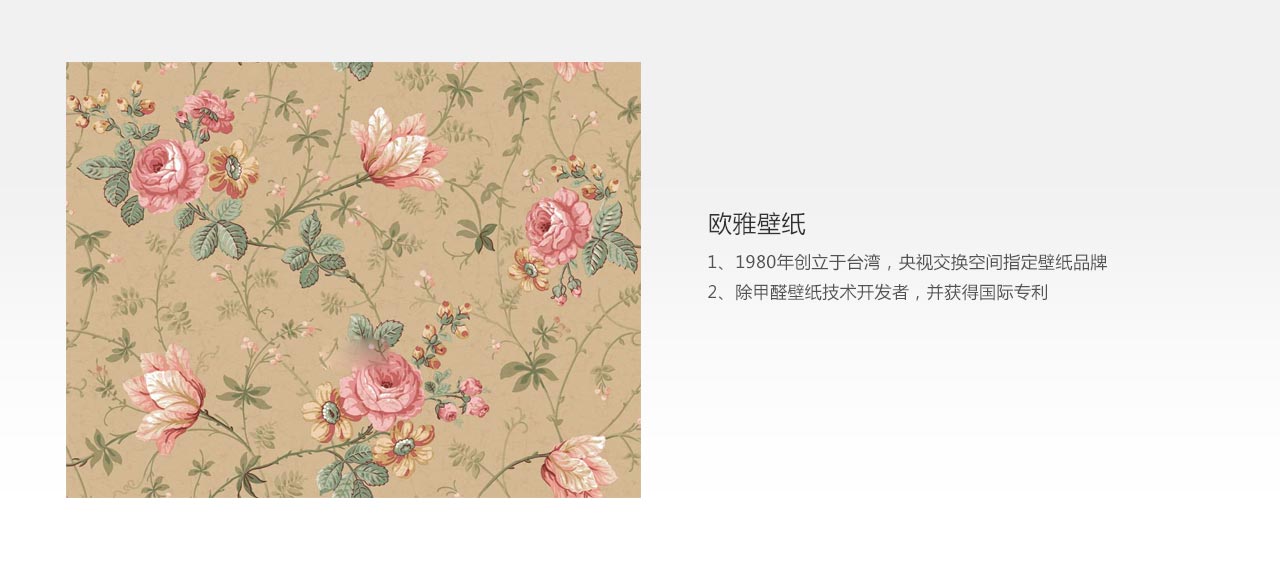 欧雅壁纸
1、1980年创立于台湾，央视交换空间指定壁纸品牌
2、除甲醛壁纸技术开发者，并获得国际专利